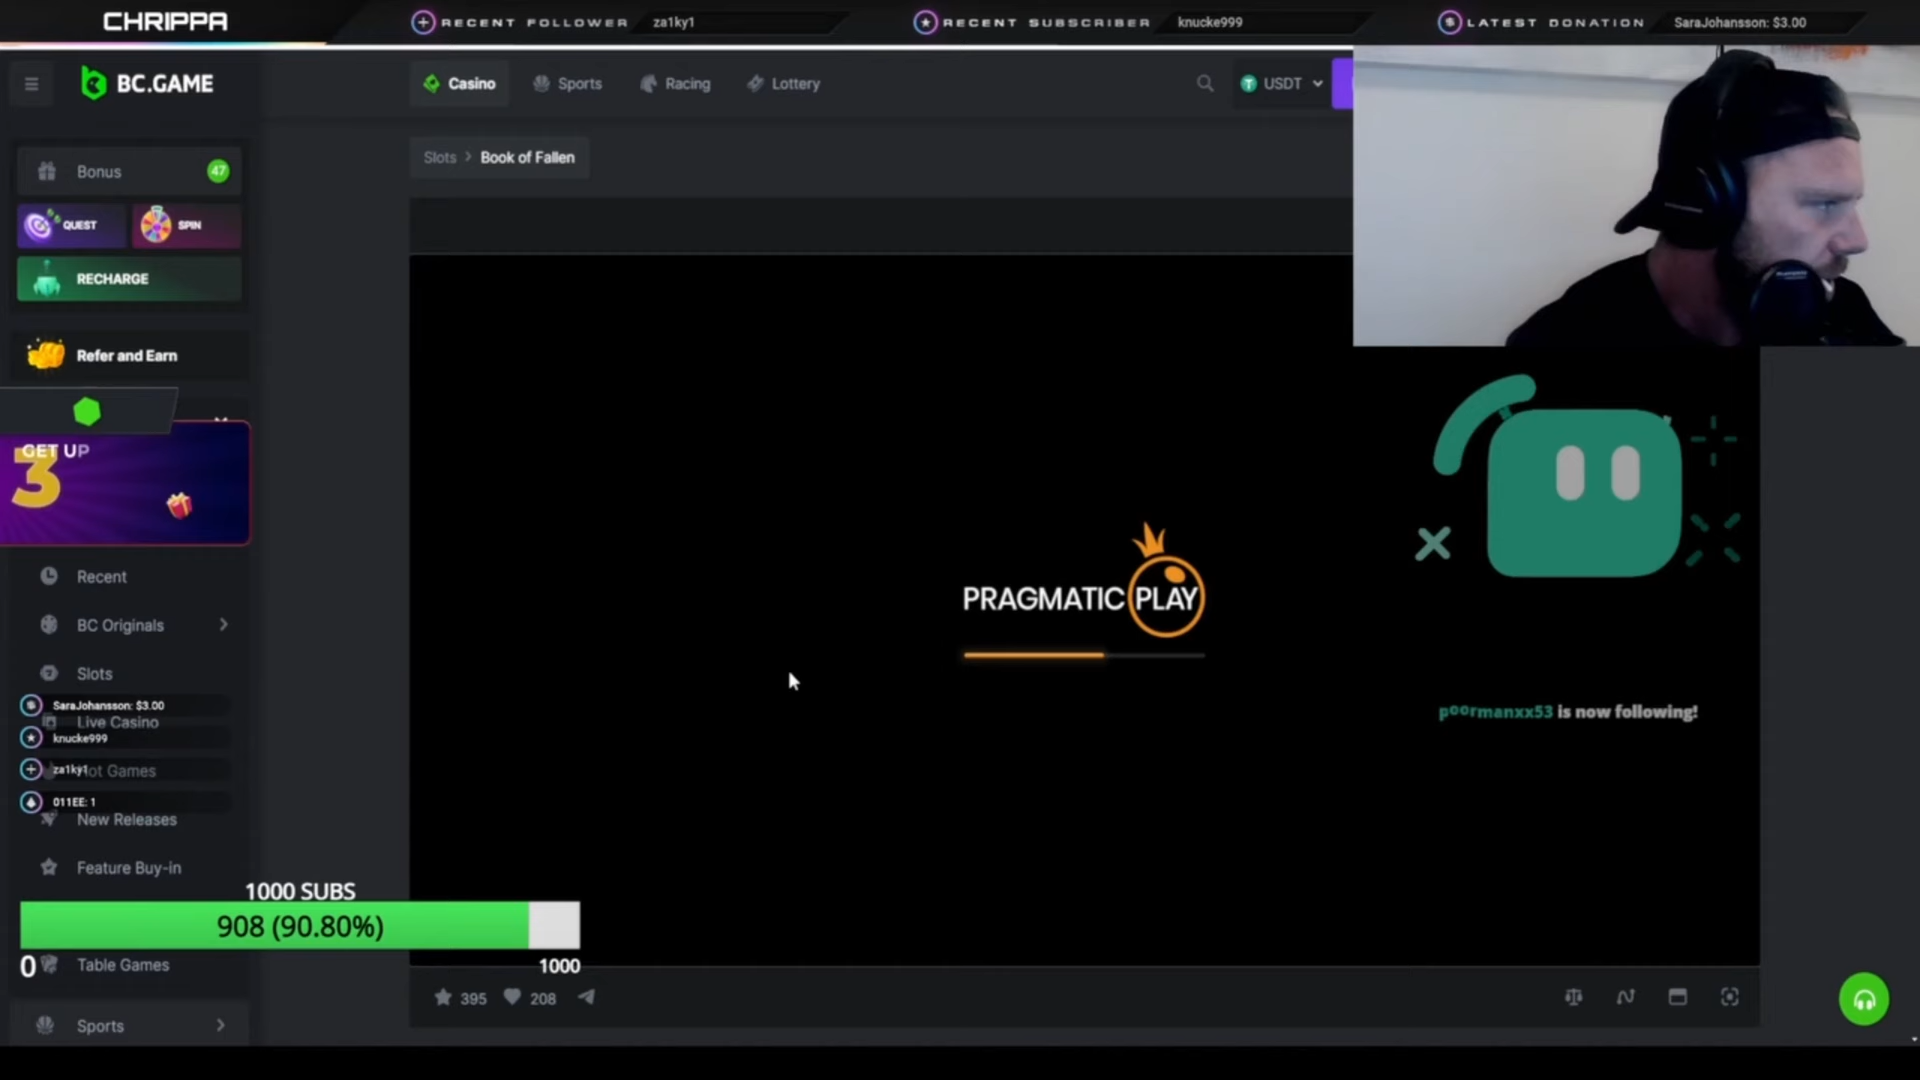 CHRIPPA
RECENT FOLLOWER za1ky1
RECENT SUBSCRIBER knucke999
LATEST DONATION SaraJohansson: $3.00
BC.GAME
Casino
Sports
Racing
Lottery
USDT
Bonus
47
Slots > Book of Fallen
QUEST
SPIN
RECHARGE
Refer and Earn
GET UP
3
PRAGMATIC PLAY
Recent
BC Originals
Slots
SaraJohansson: $3.00
Live Casino
knucke999
za1ky1
Hot Games
011EE: 1
New Releases
Feature Buy-in
poormanxx53 is now following!
1000 SUBS
908 (90.80%)
0
1000
Table Games
Sports
395
208